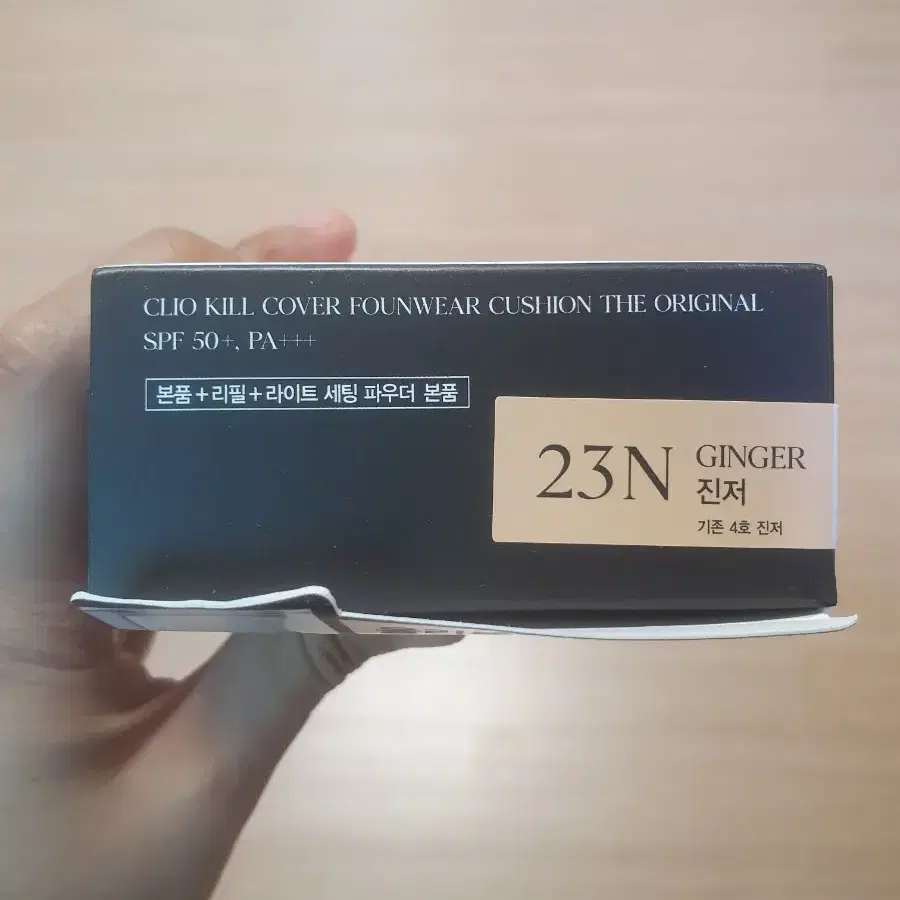 CLIO KILL COVER FOUNWEAR CUSHION THE ORIGINAL
SPF 50+, PA+++
본품+리필+라이트 세팅 파우더 본품
23N GINGER
진저
기존 4호 진저